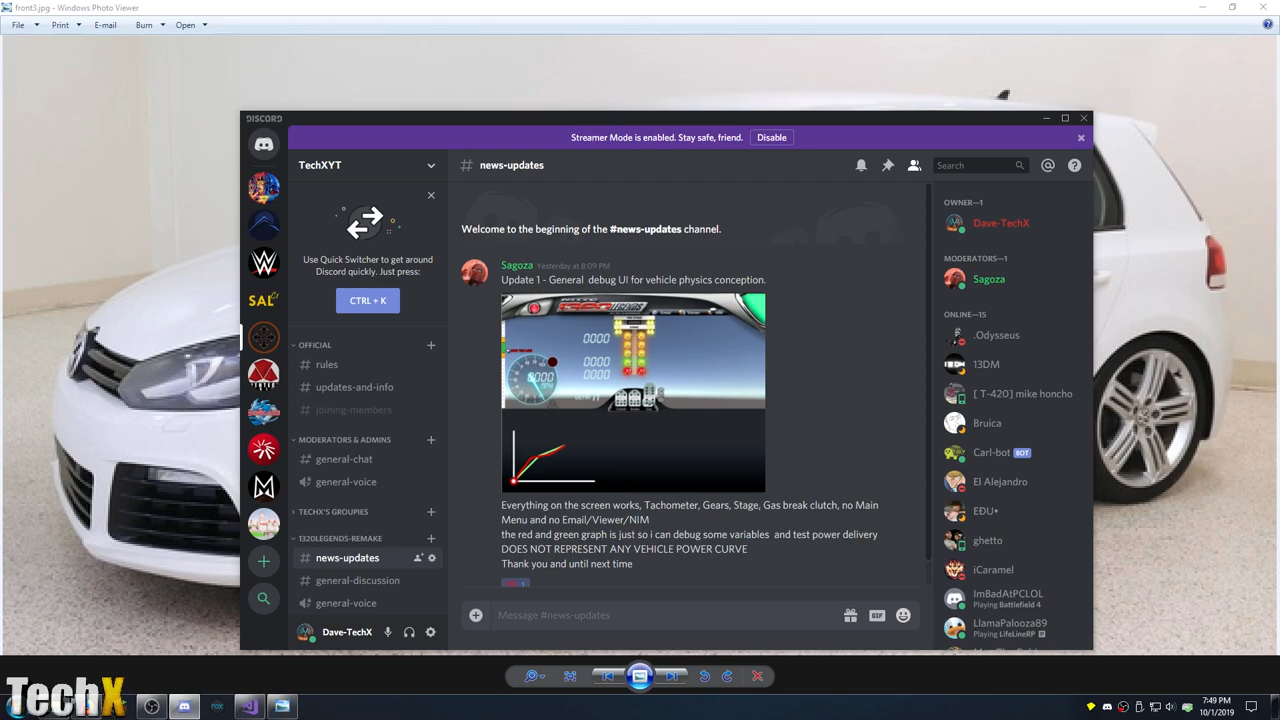 front3.jpg - Windows Photo Viewer
File Print E-mail Burn Open
DISCORD
Streamer Mode is enabled. Stay safe, friend. Disable
TechXYT
# news-updates
Search
Use Quick Switcher to get around
Discord quickly. Just press:
CTRL + K
OFFICIAL
# rules
# updates-and-info
# joining-members
MODERATORS & ADMINS
# general-chat
general-voice
TECHX'S GROUPIES
1320LEGENDS-REMAKE
# news-updates
# general-discussion
general-voice
Dave-TechX
Welcome to the beginning of the #news-updates channel.
Sagoza Yesterday at 8:09 PM
Update 1 - General debug UI for vehicle physics conception.
0000
0000
0000
0000
Everything on the screen works, Tachometer, Gears, Stage, Gas break clutch, no Main
Menu and no Email/Viewer/NIM
the red and green graph is just so i can debug some variables and test power delivery
DOES NOT REPRESENT ANY VEHICLE POWER CURVE
Thank you and until next time
1
Message #news-updates
GIF
OWNER—1
Dave-TechX
MODERATORS—1
Sagoza
ONLINE—15
.Odysseus
13DM
[ T-420] mike honcho
Bruica
Carl-bot BOT
El Alejandro
EĐU*
ghetto
iCaramel
ImBadAtPCLOL
Playing Battlefield 4
LlamaPalooza89
Playing LifeLineRP
W
SAL
TechX
7:49 PM
10/1/2019